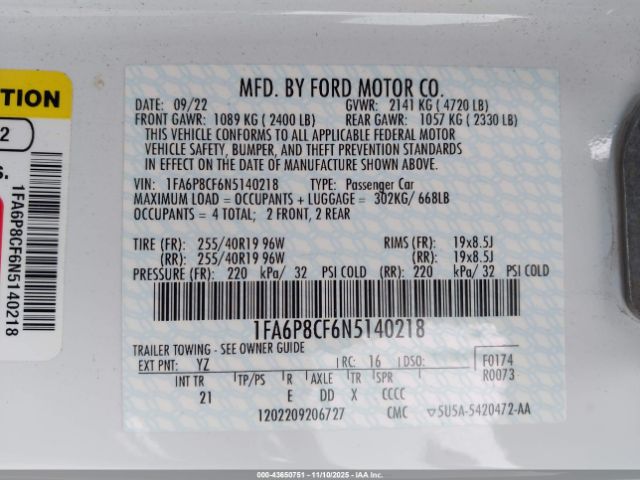 MFD. BY FORD MOTOR CO.
DATE: 09/22 GVWR: 2141 KG ( 4720 LB)
FRONT GAWR: 1089 KG ( 2400 LB) REAR GAWR: 1057 KG ( 2330 LB)
THIS VEHICLE CONFORMS TO ALL APPLICABLE FEDERAL MOTOR
VEHICLE SAFETY, BUMPER, AND THEFT PREVENTION STANDARDS
IN EFFECT ON THE DATE OF MANUFACTURE SHOWN ABOVE.
VIN: 1FA6P8CF6N5140218 TYPE: Passenger Car
MAXIMUM LOAD = OCCUPANTS + LUGGAGE = 302KG/ 668LB
OCCUPANTS = 4 TOTAL; 2 FRONT, 2 REAR
TIRE (FR): 255/40R19 96W RIMS (FR): 19x8.5J
(RR): 255/40R19 96W (RR): 19x8.5J
PRESSURE (FR): 220 kPa/ 32 PSI COLD (RR): 220 kPa/ 32 PSI COLD
1FA6P8CF6N5140218
TRAILER TOWING - SEE OWNER GUIDE
EXT PNT: YZ RC: 16 DSO: F0174
R0073
INT TR TP/PS R AXLE TR SPR
21 E DD X CCCC
1202209206727 CMC 5U5A-5420472-AA
TION
2
1FA6P8CF6N5140218
000-43650751 - 11/10/2025 - IAA Inc.